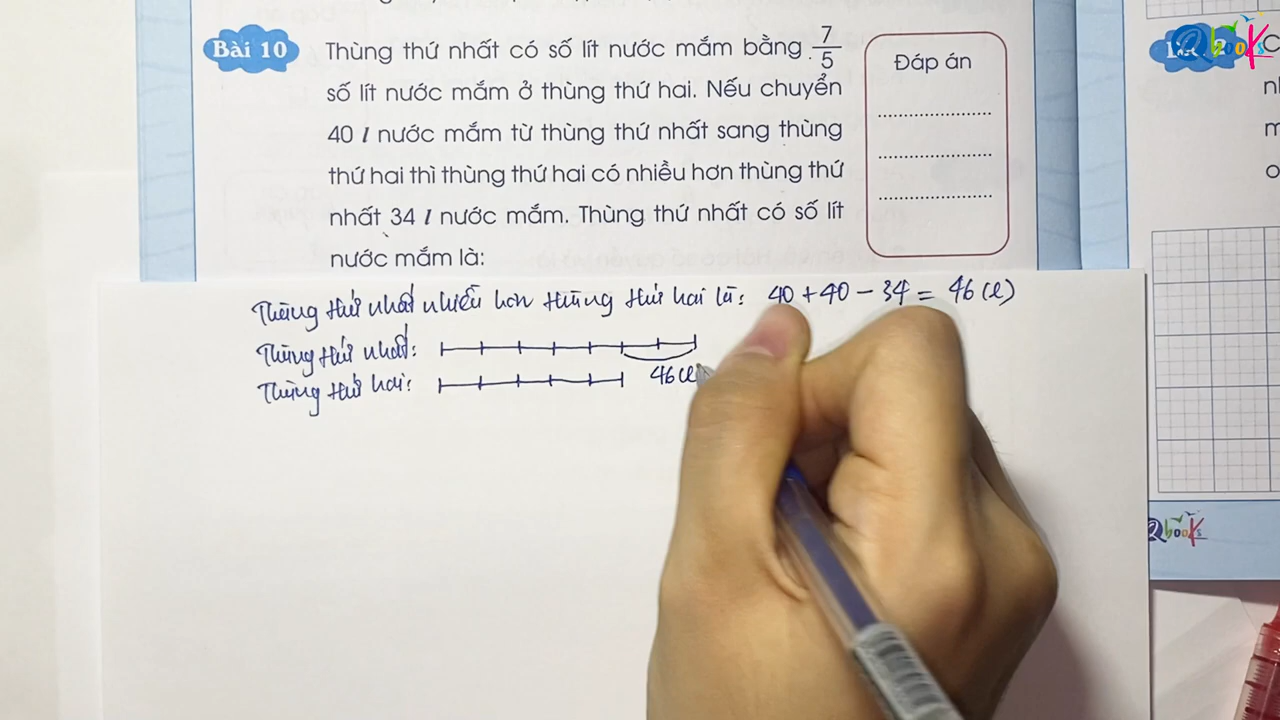 Bài 10
Thùng thứ nhất có số lít nước mắm bằng 7/5
số lít nước mắm ở thùng thứ hai. Nếu chuyển
40 l nước mắm từ thùng thứ nhất sang thùng
thứ hai thì thùng thứ hai có nhiều hơn thùng thứ
nhất 34 l nước mắm. Thùng thứ nhất có số lít
nước mắm là:
Đáp án
QbooKs
Thùng thứ nhất nhiều hơn thùng thứ hai là: 40 + 40 - 34 = 46 (l)
Thùng thứ nhất:
Thùng thứ hai:
46 (l
QbooKs